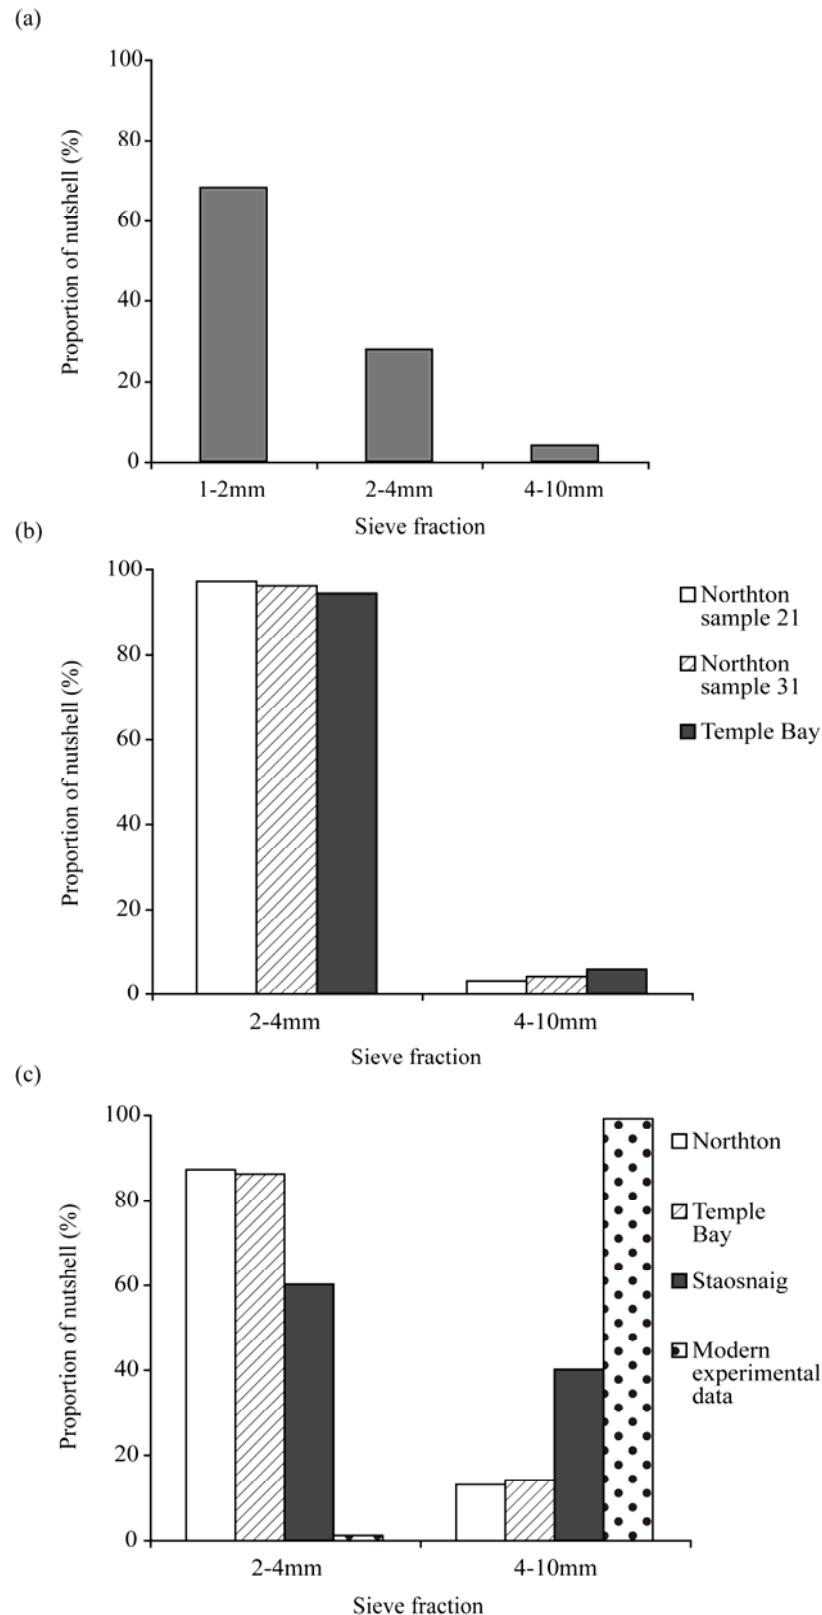 (a)
Proportion of nutshell (%)
100
80
60
40
20
0
1-2mm 2-4mm 4-10mm
Sieve fraction
(b)
Proportion of nutshell (%)
100
80
60
40
20
0
2-4mm 4-10mm
Sieve fraction
Northton
sample 21
Northton
sample 31
Temple Bay
(c)
Proportion of nutshell (%)
100
80
60
40
20
0
2-4mm 4-10mm
Sieve fraction
Northton
Temple
Bay
Staosnaig
Modern
experimental
data